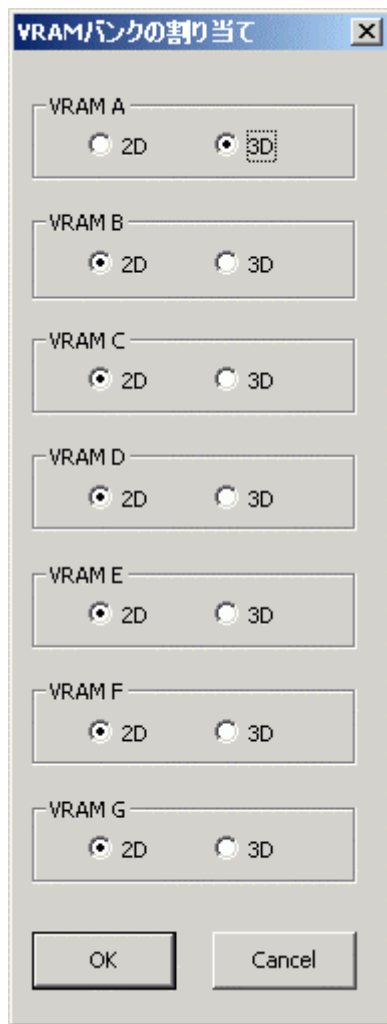 VRAMバンクの割り当て
VRAM A
2D 3D
VRAM B
2D 3D
VRAM C
2D 3D
VRAM D
2D 3D
VRAM E
2D 3D
VRAM F
2D 3D
VRAM G
2D 3D
OK Cancel